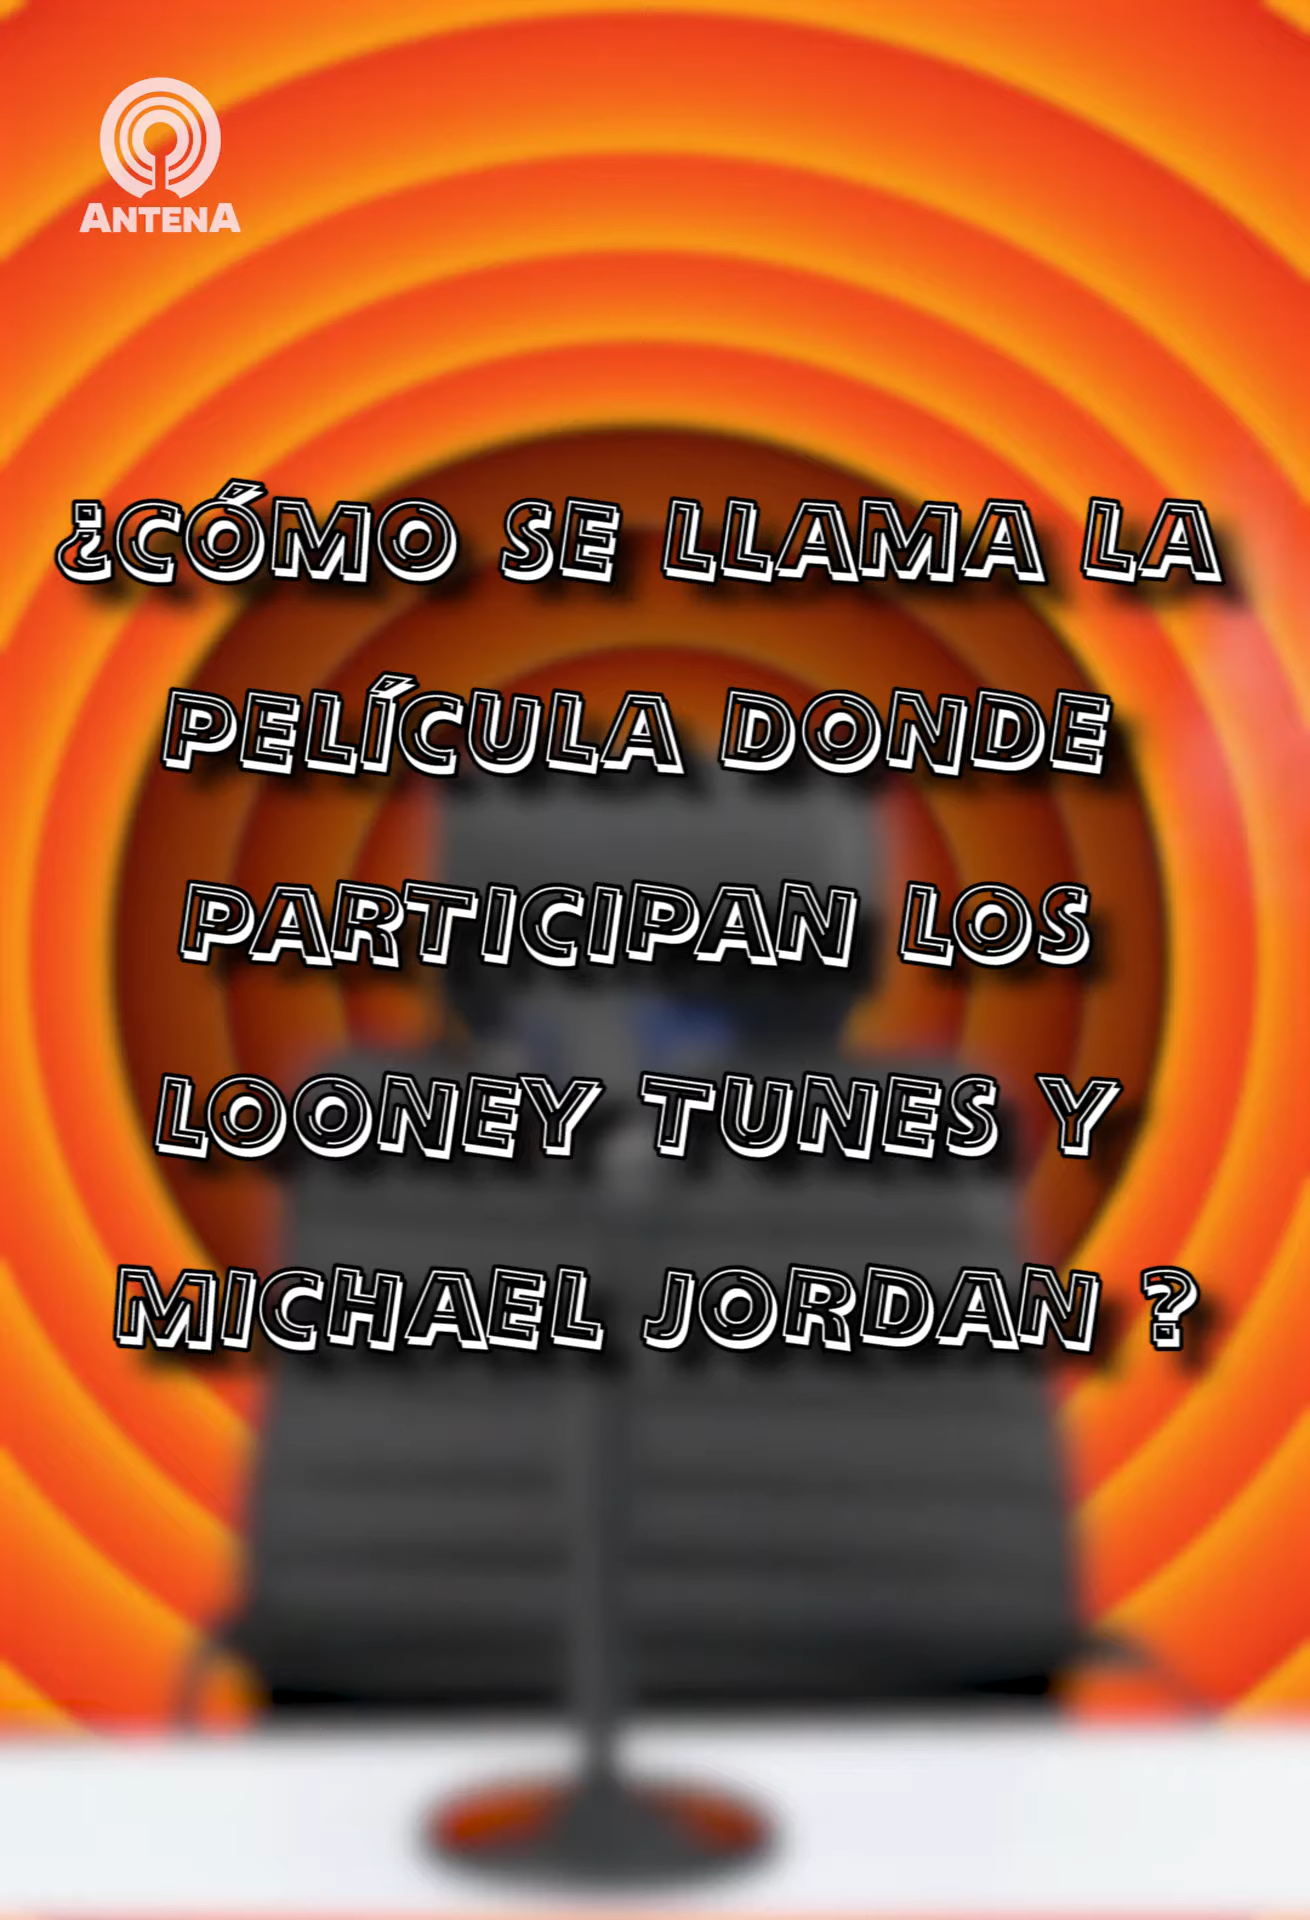 ANTENA
¿CÓMO SE LLAMA LA
PELÍCULA DONDE
PARTICIPAN LOS
LOONEY TUNES Y
MICHAEL JORDAN ?